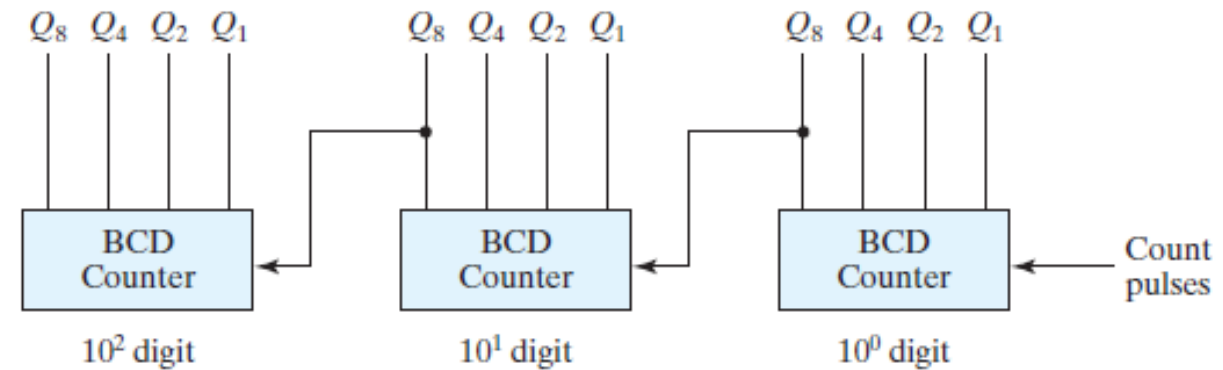 Q₈ Q₄ Q₂ Q₁ Q₈ Q₄ Q₂ Q₁ Q₈ Q₄ Q₂ Q₁
BCD
Counter
BCD
Counter
BCD
Counter
Count
pulses
10² digit
10¹ digit
10⁰ digit